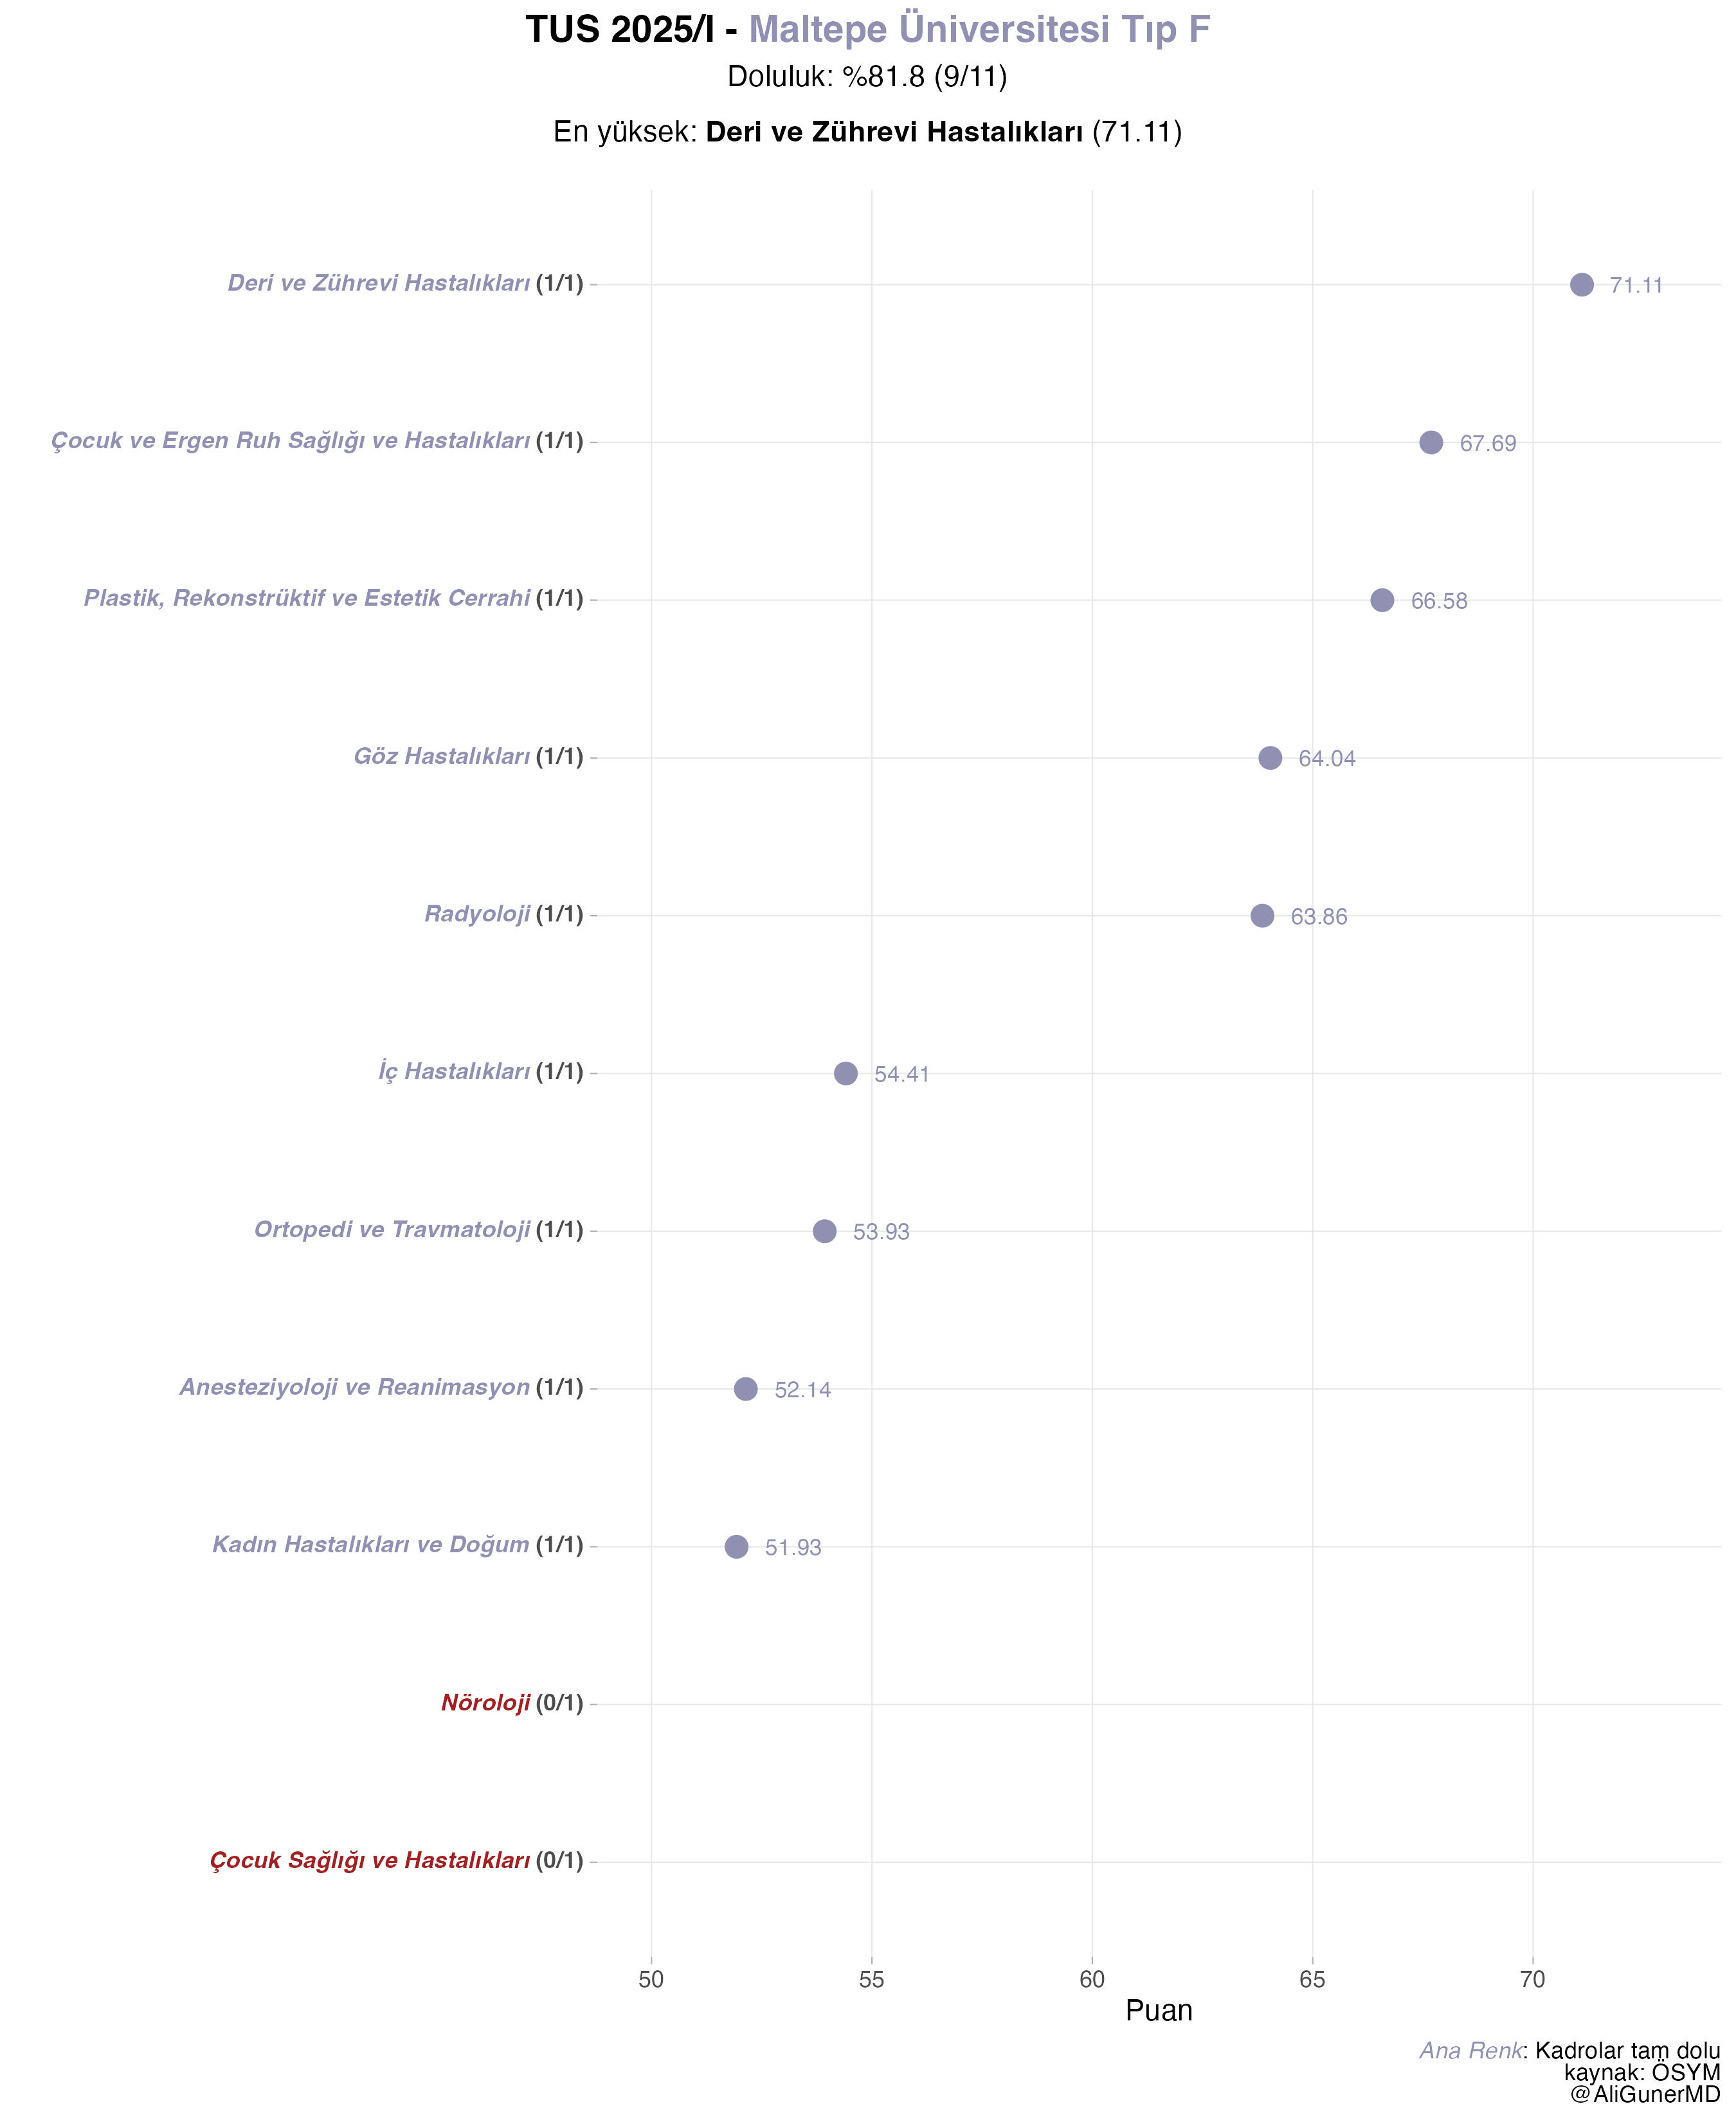 TUS 2025/I - Maltepe Üniversitesi Tıp F
Doluluk: %81.8 (9/11)
En yüksek: Deri ve Zührevi Hastalıkları (71.11)
Deri ve Zührevi Hastalıkları (1/1) 71.11
Çocuk ve Ergen Ruh Sağlığı ve Hastalıkları (1/1) 67.69
Plastik, Rekonstrüktif ve Estetik Cerrahi (1/1) 66.58
Göz Hastalıkları (1/1) 64.04
Radyoloji (1/1) 63.86
İç Hastalıkları (1/1) 54.41
Ortopedi ve Travmatoloji (1/1) 53.93
Anesteziyoloji ve Reanimasyon (1/1) 52.14
Kadın Hastalıkları ve Doğum (1/1) 51.93
Nöroloji (0/1)
Çocuk Sağlığı ve Hastalıkları (0/1)
50 55 60 65 70
Puan
Ana Renk: Kadrolar tam dolu
kaynak: ÖSYM
@AliGunerMD